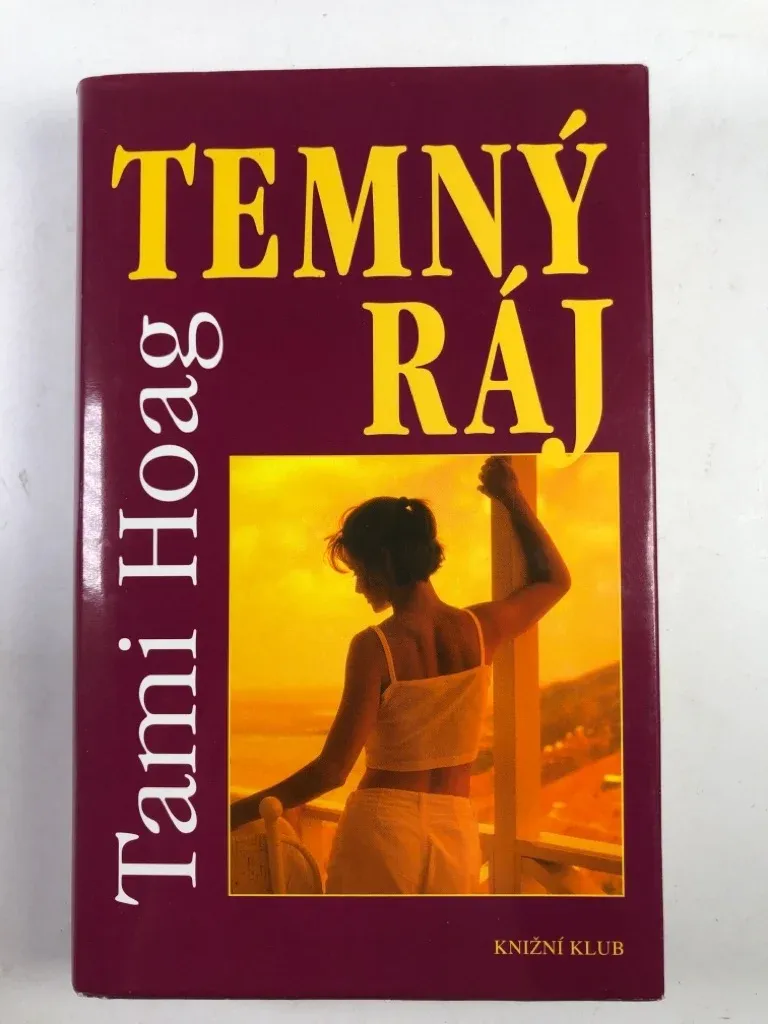 TEMNÝ
RÁJ
Tami Hoag
KNIŽNÍ KLUB